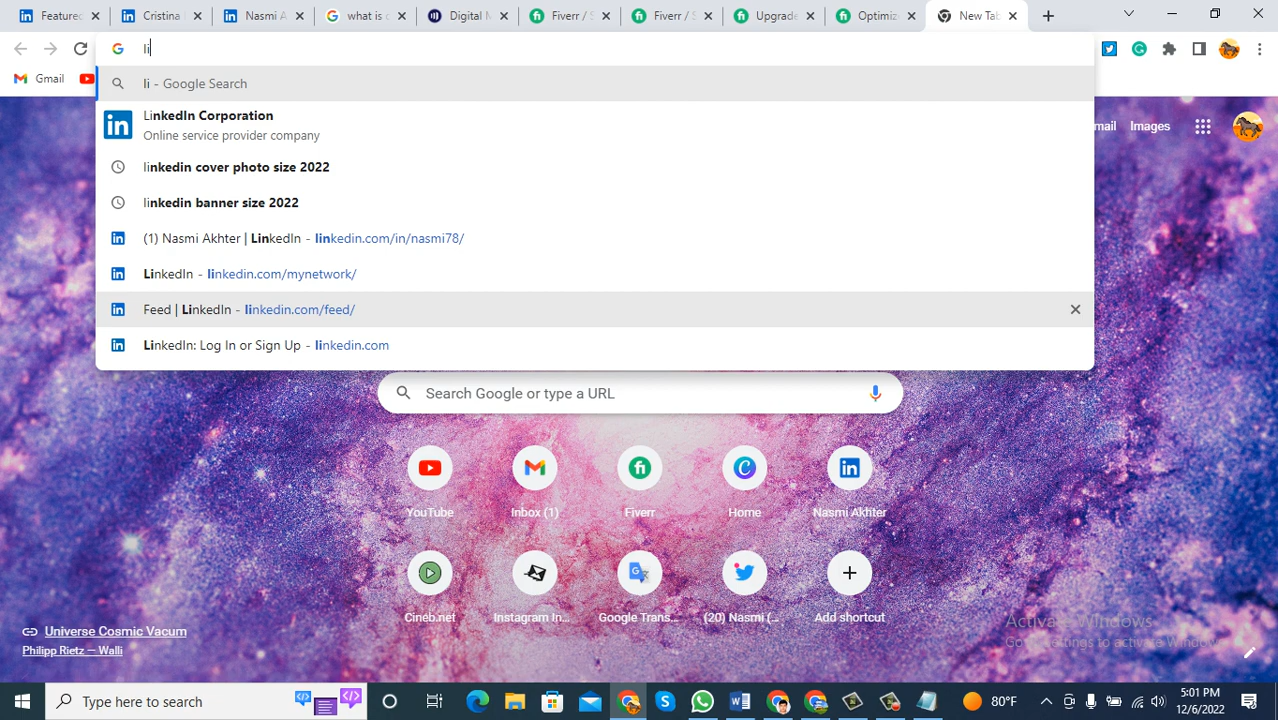 Feature
Cristina
Nasmi A
what is c
Digital M
Fiverr / S
Fiverr / S
Upgrade
Optimize
New Tab
li
Gmail
li - Google Search
LinkedIn Corporation
Online service provider company
linkedin cover photo size 2022
linkedin banner size 2022
(1) Nasmi Akhter | LinkedIn - linkedin.com/in/nasmi78/
LinkedIn - linkedin.com/mynetwork/
Feed | LinkedIn - linkedin.com/feed/
LinkedIn: Log In or Sign Up - linkedin.com
mail Images
Search Google or type a URL
YouTube
Inbox (1)
Fiverr
Home
Nasmi Akhter
Cineb.net
Instagram In...
Google Trans...
(20) Nasmi (...
Add shortcut
Universe Cosmic Vacum
Philipp Rietz — Walli
Activate Windows
Go to Settings to activate Windows.
Type here to search
80°F
5:01 PM
12/6/2022